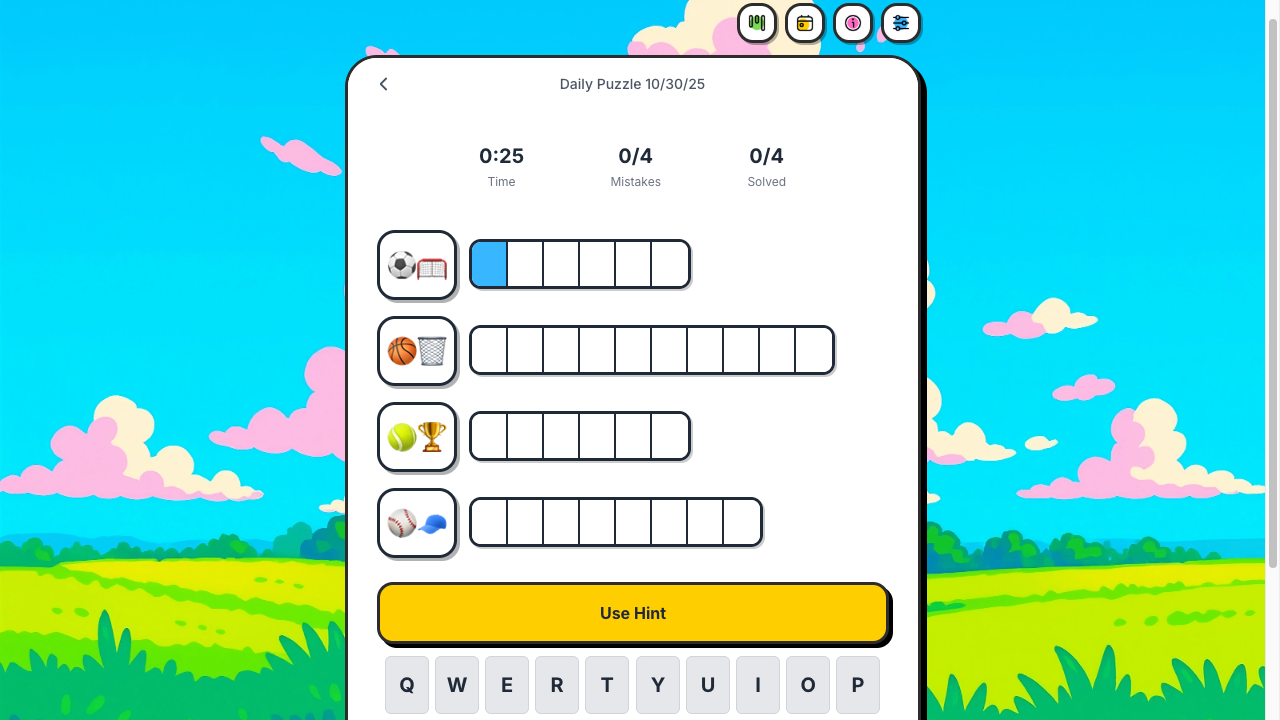 Daily Puzzle 10/30/25
0:25 0/4 0/4
Time Mistakes Solved
Use Hint
Q W E R T Y U I O P